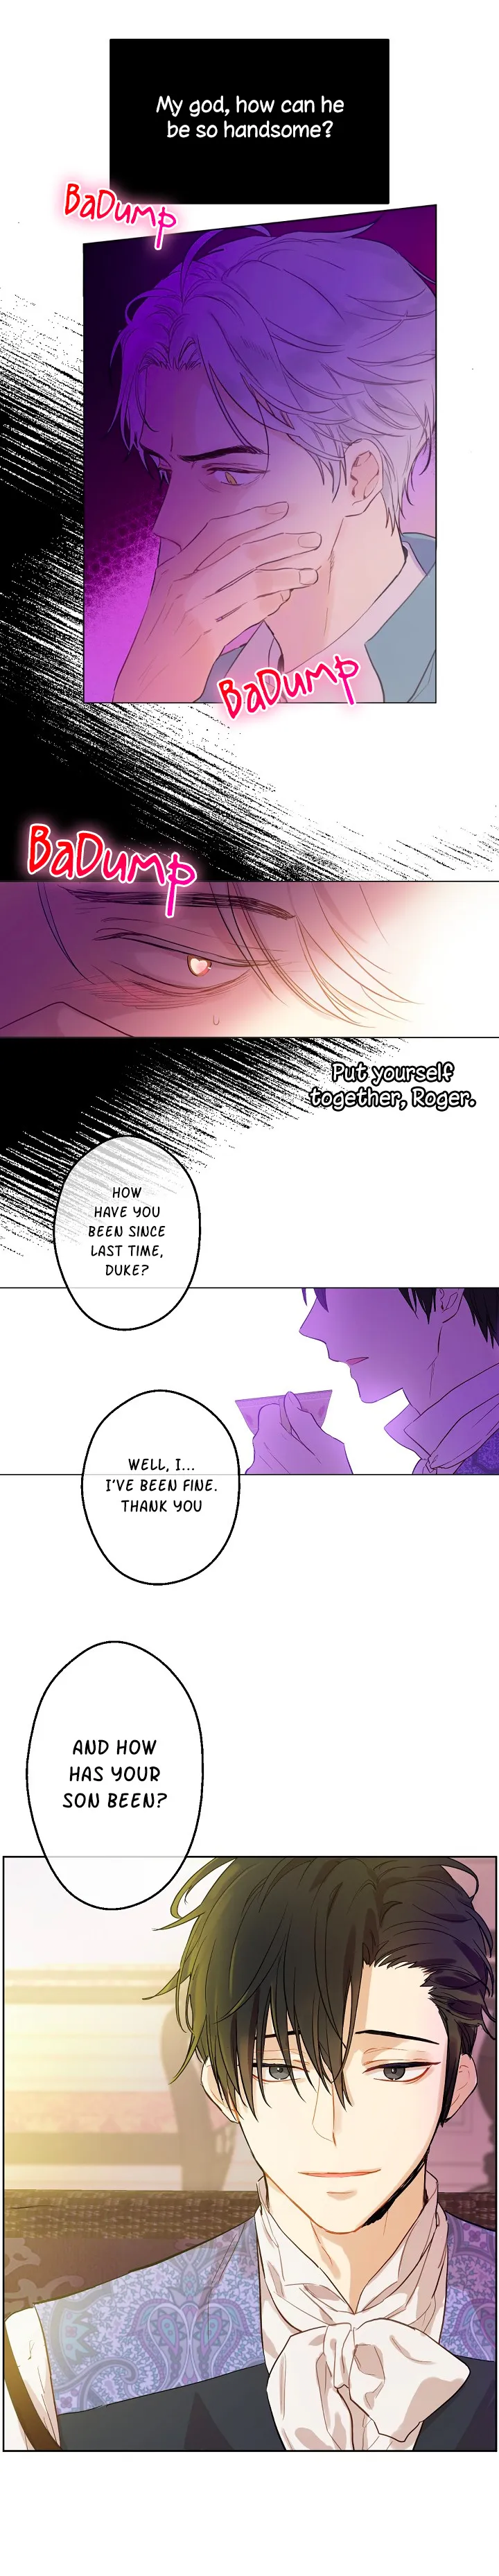 My god, how can he
be so handsome?
BaDump
BaDump
BaDump
Put yourself
together, Roger.
HOW
HAVE YOU
BEEN SINCE
LAST TIME,
DUKE?
WELL, I...
I'VE BEEN FINE.
THANK YOU
AND HOW
HAS YOUR
SON BEEN?